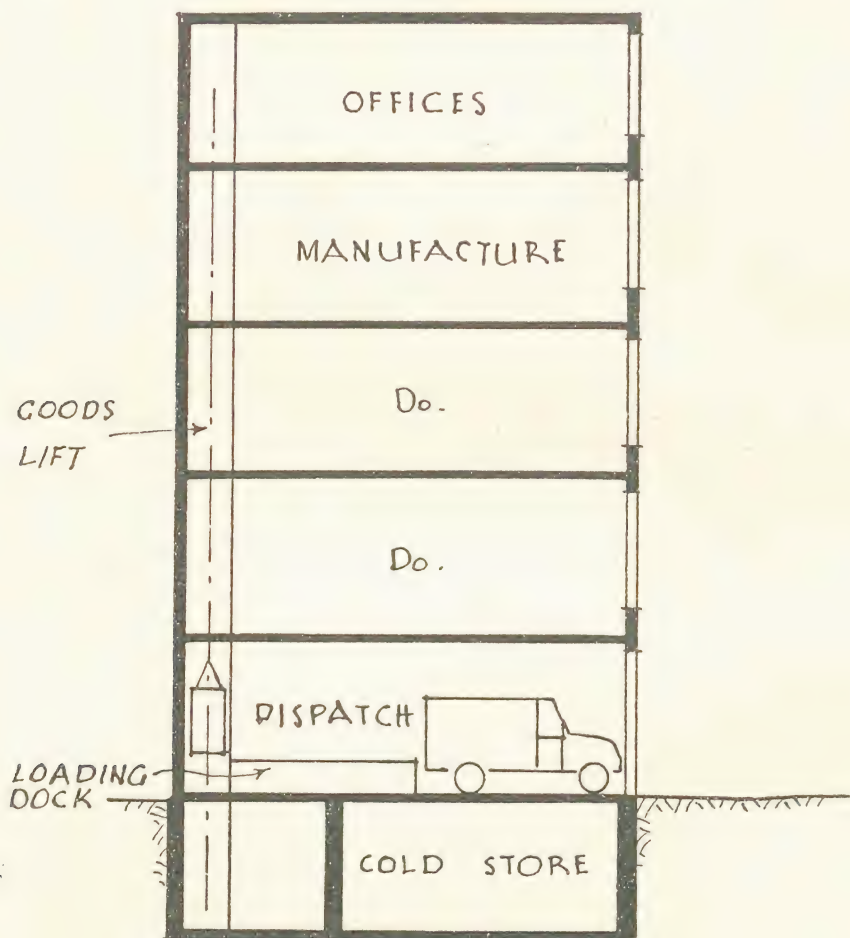 OFFICES
MANUFACTURE
GOODS
LIFT
Do.
Do.
DISPATCH
LOADING
DOCK
COLD STORE